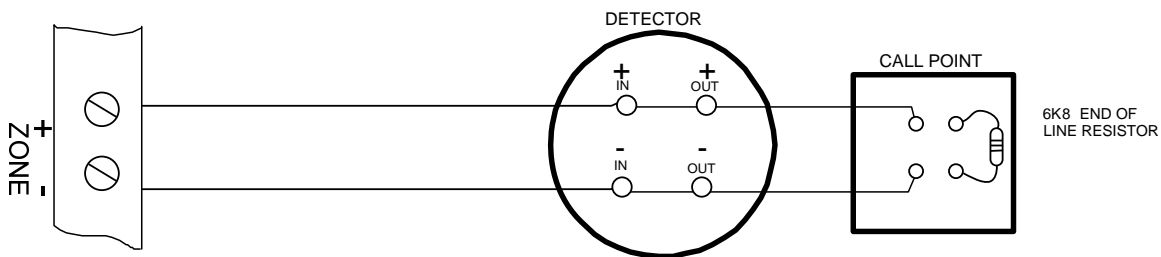 DETECTOR
CALL POINT
+ +
IN OUT
- -
IN OUT
ZONE
+
-
6K8 END OF
LINE RESISTOR